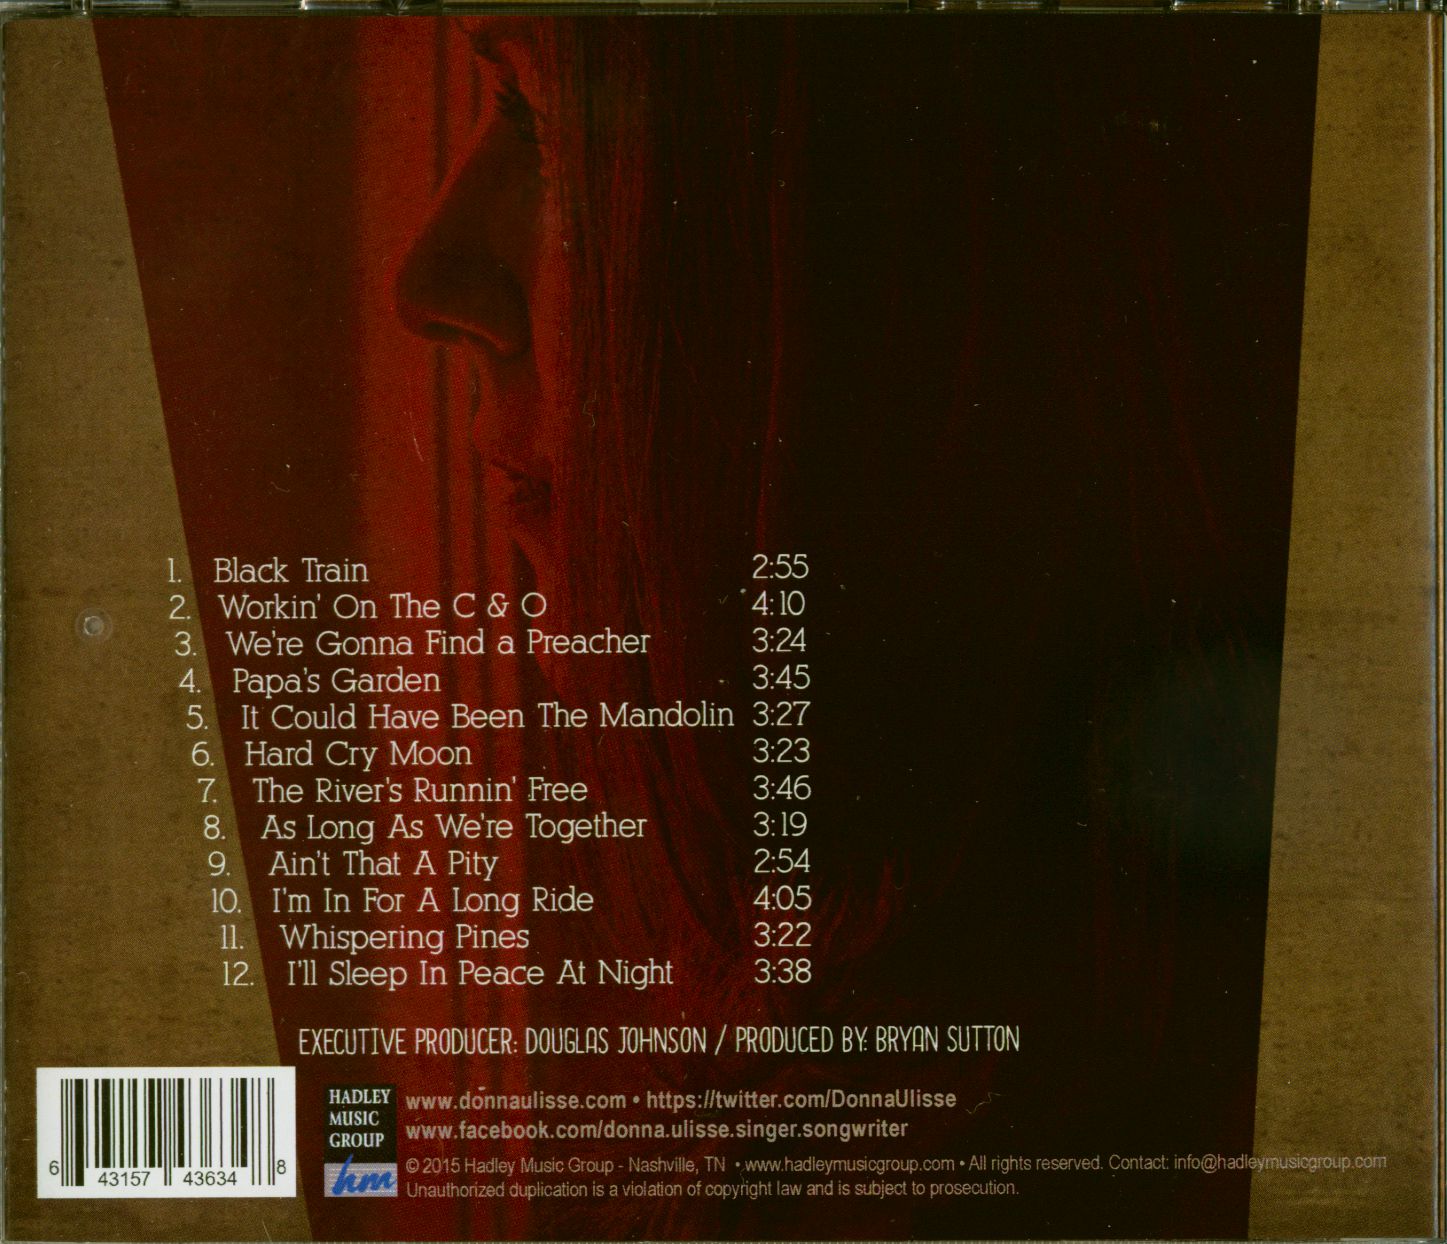 1. Black Train 2:55
2. Workin' On The C & O 4:10
3. We're Gonna Find a Preacher 3:24
4. Papa's Garden 3:45
5. It Could Have Been The Mandolin 3:27
6. Hard Cry Moon 3:23
7. The River's Runnin' Free 3:46
8. As Long As We're Together 3:19
9. Ain't That A Pity 2:54
10. I'm In For A Long Ride 4:05
11. Whispering Pines 3:22
12. I'll Sleep In Peace At Night 3:38
EXECUTIVE PRODUCER: DOUGLAS JOHNSON / PRODUCED BY: BRYAN SUTTON
6 43157 43634 8
HADLEY
MUSIC
GROUP
hm
www.donnaulisse.com • https://twitter.com/DonnaUlisse
www.facebook.com/donna.ulisse.singer.songwriter
© 2015 Hadley Music Group - Nashville, TN • www.hadleymusicgroup.com • All rights reserved. Contact: info@hadleymusicgroup.com
Unauthorized duplication is a violation of copyright law and is subject to prosecution.